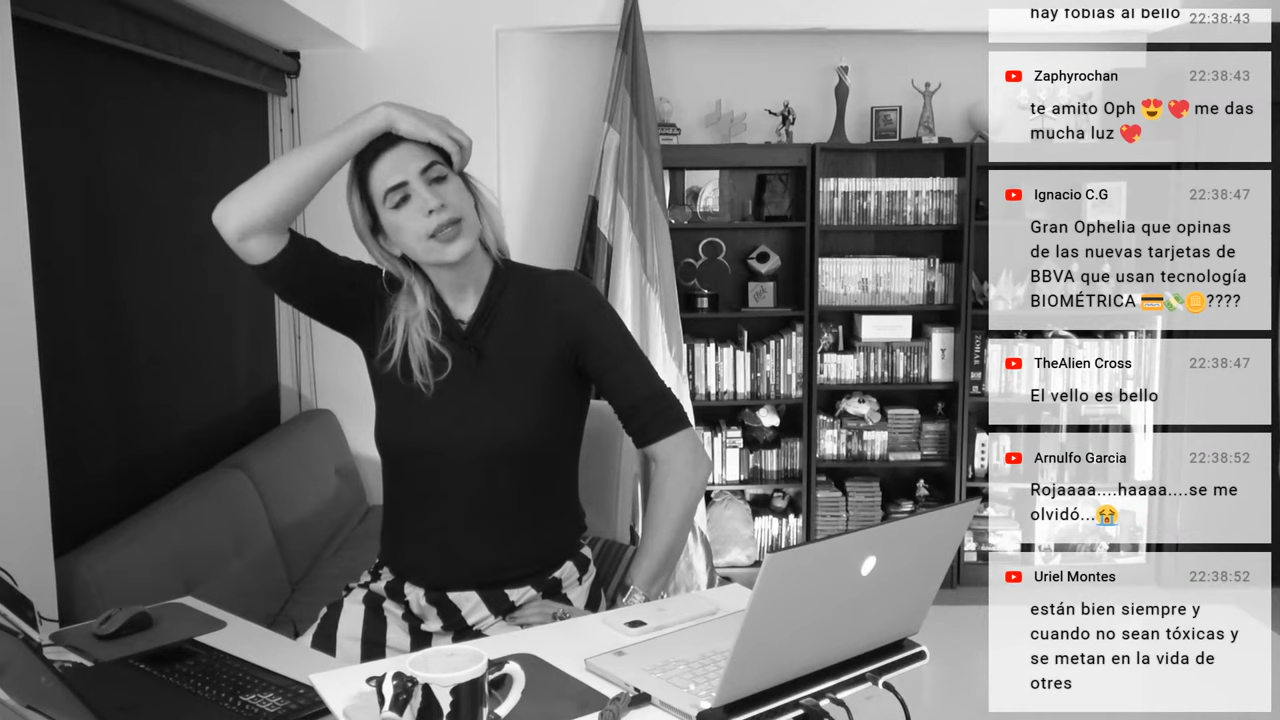 hay fobias al bello 22:38:43
Zaphyrochan 22:38:43
te amito Oph 😍 💖 me das
mucha luz 💖
Ignacio C.G 22:38:47
Gran Ophelia que opinas
de las nuevas tarjetas de
BBVA que usan tecnología
BIOMÉTRICA 💳💸🪙????
TheAlien Cross 22:38:47
El vello es bello
Arnulfo Garcia 22:38:52
Rojaaaa....haaaa....se me
olvidó...😭
Uriel Montes 22:38:52
están bien siempre y
cuando no sean tóxicas y
se metan en la vida de
otres
ZOHAR